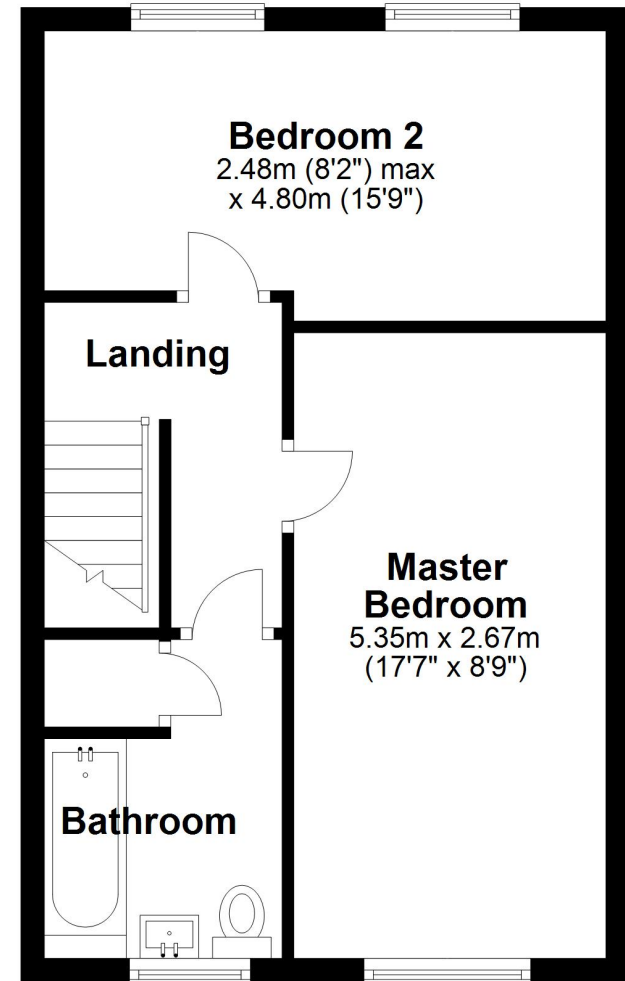 Bedroom 2
2.48m (8'2") max
x 4.80m (15'9")
Landing
Master
Bedroom
5.35m x 2.67m
(17'7" x 8'9")
Bathroom